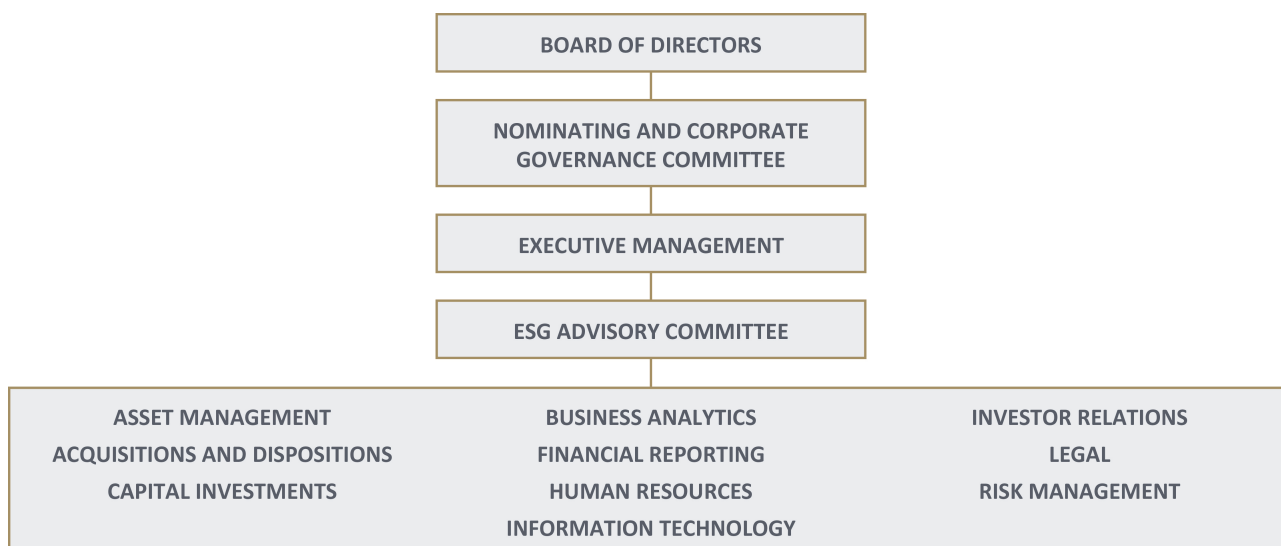 BOARD OF DIRECTORS
NOMINATING AND CORPORATE
GOVERNANCE COMMITTEE
EXECUTIVE MANAGEMENT
ESG ADVISORY COMMITTEE
ASSET MANAGEMENT
ACQUISITIONS AND DISPOSITIONS
CAPITAL INVESTMENTS
BUSINESS ANALYTICS
FINANCIAL REPORTING
HUMAN RESOURCES
INFORMATION TECHNOLOGY
INVESTOR RELATIONS
LEGAL
RISK MANAGEMENT